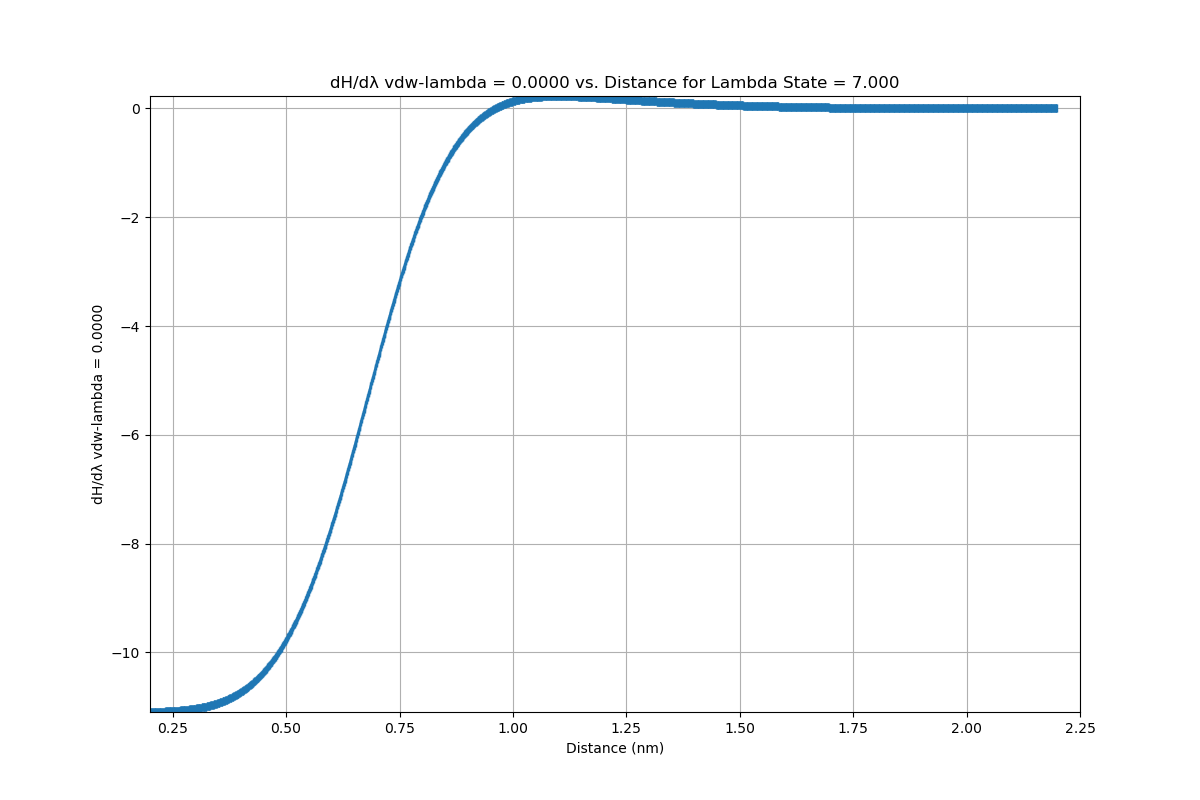 dH/dλ vdw-lambda = 0.0000 vs. Distance for Lambda State = 7.000
dH/dλ vdw-lambda = 0.0000
0
−2
−4
−6
−8
−10
0.25 0.50 0.75 1.00 1.25 1.50 1.75 2.00 2.25
Distance (nm)